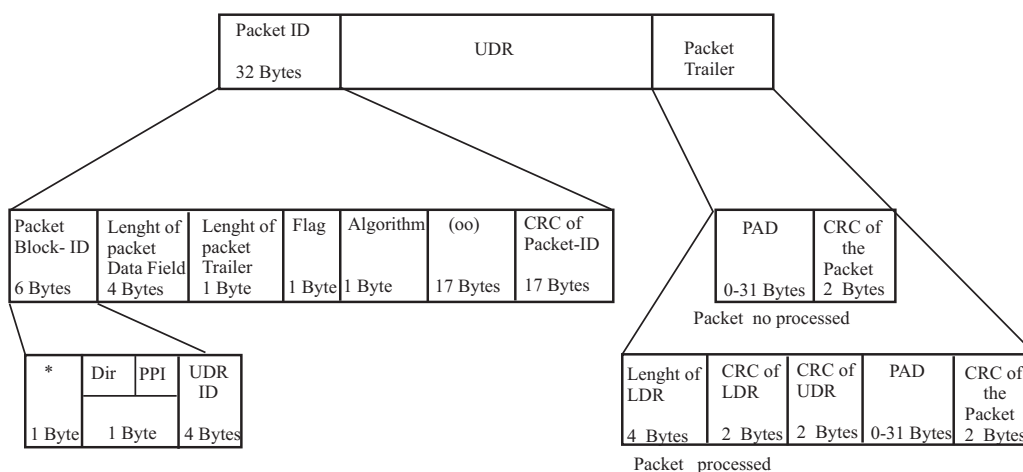 Packet ID
32 Bytes
UDR
Packet
Trailer
Packet
Block- ID
6 Bytes
Lenght of
packet
Data Field
4 Bytes
Lenght of
packet
Trailer
1 Byte
Flag
1 Byte
Algorithm
1 Byte
(oo)
17 Bytes
CRC of
Packet-ID
17 Bytes
PAD
0-31 Bytes
CRC of
the
Packet
2 Bytes
Packet no processed
*
1 Byte
Dir
PPI
1 Byte
UDR
ID
4 Bytes
Lenght of
LDR
4 Bytes
CRC of
LDR
2 Bytes
CRC of
UDR
2 Bytes
PAD
0-31 Bytes
CRC of
the
Packet
2 Bytes
Packet processed